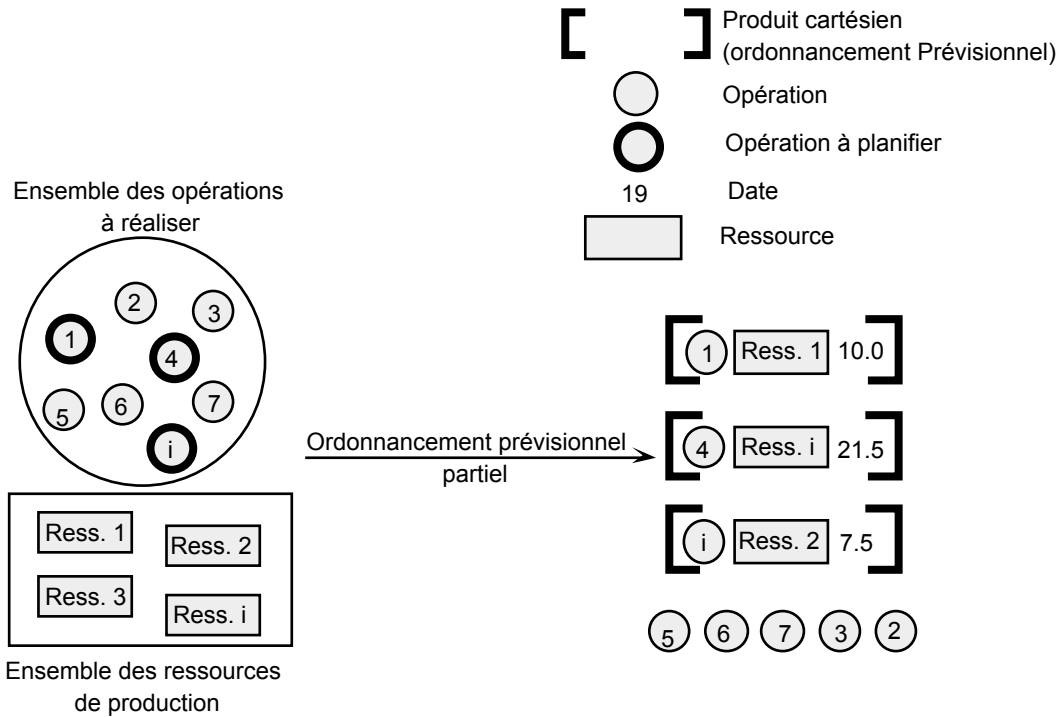 Produit cartésien
(ordonnancement Prévisionnel)
Opération
Opération à planifier
19 Date
Ressource
Ensemble des opérations
à réaliser
2
3
1
4
5
6
7
i
Ress. 1
Ress. 2
Ress. 3
Ress. i
Ensemble des ressources
de production
Ordonnancement prévisionnel
partiel
1 Ress. 1 10.0
4 Ress. i 21.5
i Ress. 2 7.5
5 6 7 3 2